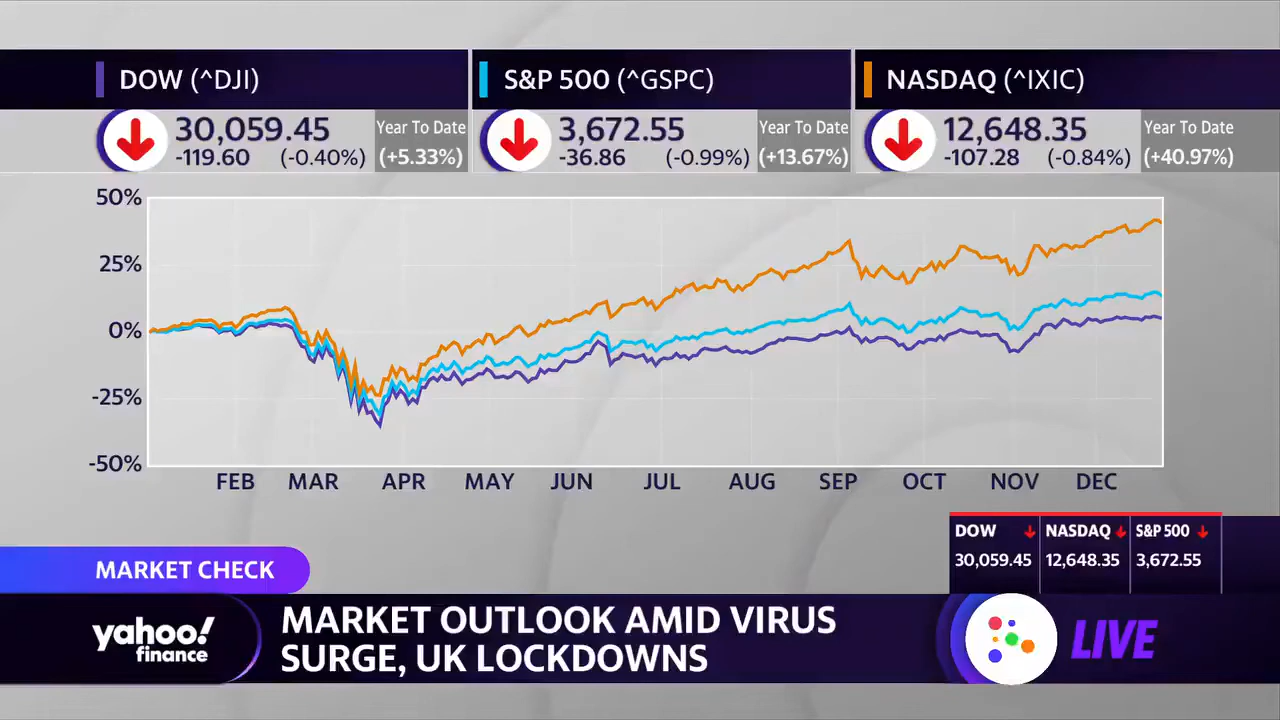 DOW (^DJI)
30,059.45
-119.60 (-0.40%)
Year To Date
(+5.33%)
S&P 500 (^GSPC)
3,672.55
-36.86 (-0.99%)
Year To Date
(+13.67%)
NASDAQ (^IXIC)
12,648.35
-107.28 (-0.84%)
Year To Date
(+40.97%)
50%
25%
0%
-25%
-50%
FEB MAR APR MAY JUN JUL AUG SEP OCT NOV DEC
DOW NASDAQ S&P 500
30,059.45 12,648.35 3,672.55
MARKET CHECK
yahoo!
finance
MARKET OUTLOOK AMID VIRUS
SURGE, UK LOCKDOWNS
LIVE